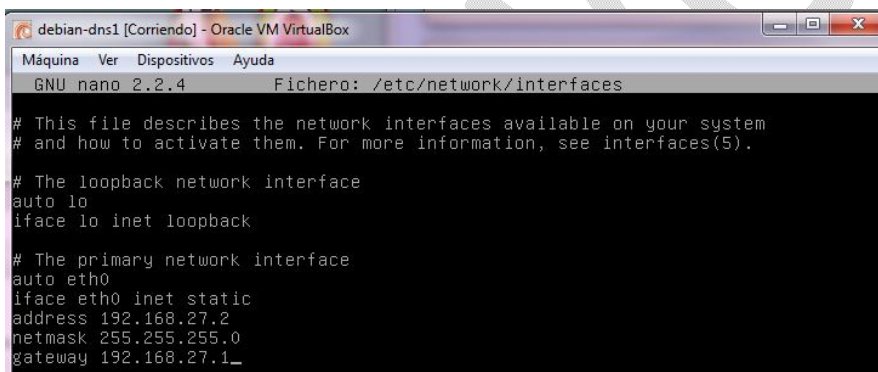 debian-dns1 [Corriendo] - Oracle VM VirtualBox
Máquina Ver Dispositivos Ayuda
GNU nano 2.2.4 Fichero: /etc/network/interfaces
# This file describes the network interfaces available on your system
# and how to activate them. For more information, see interfaces(5).
# The loopback network interface
auto lo
iface lo inet loopback
# The primary network interface
auto eth0
iface eth0 inet static
address 192.168.27.2
netmask 255.255.255.0
gateway 192.168.27.1_